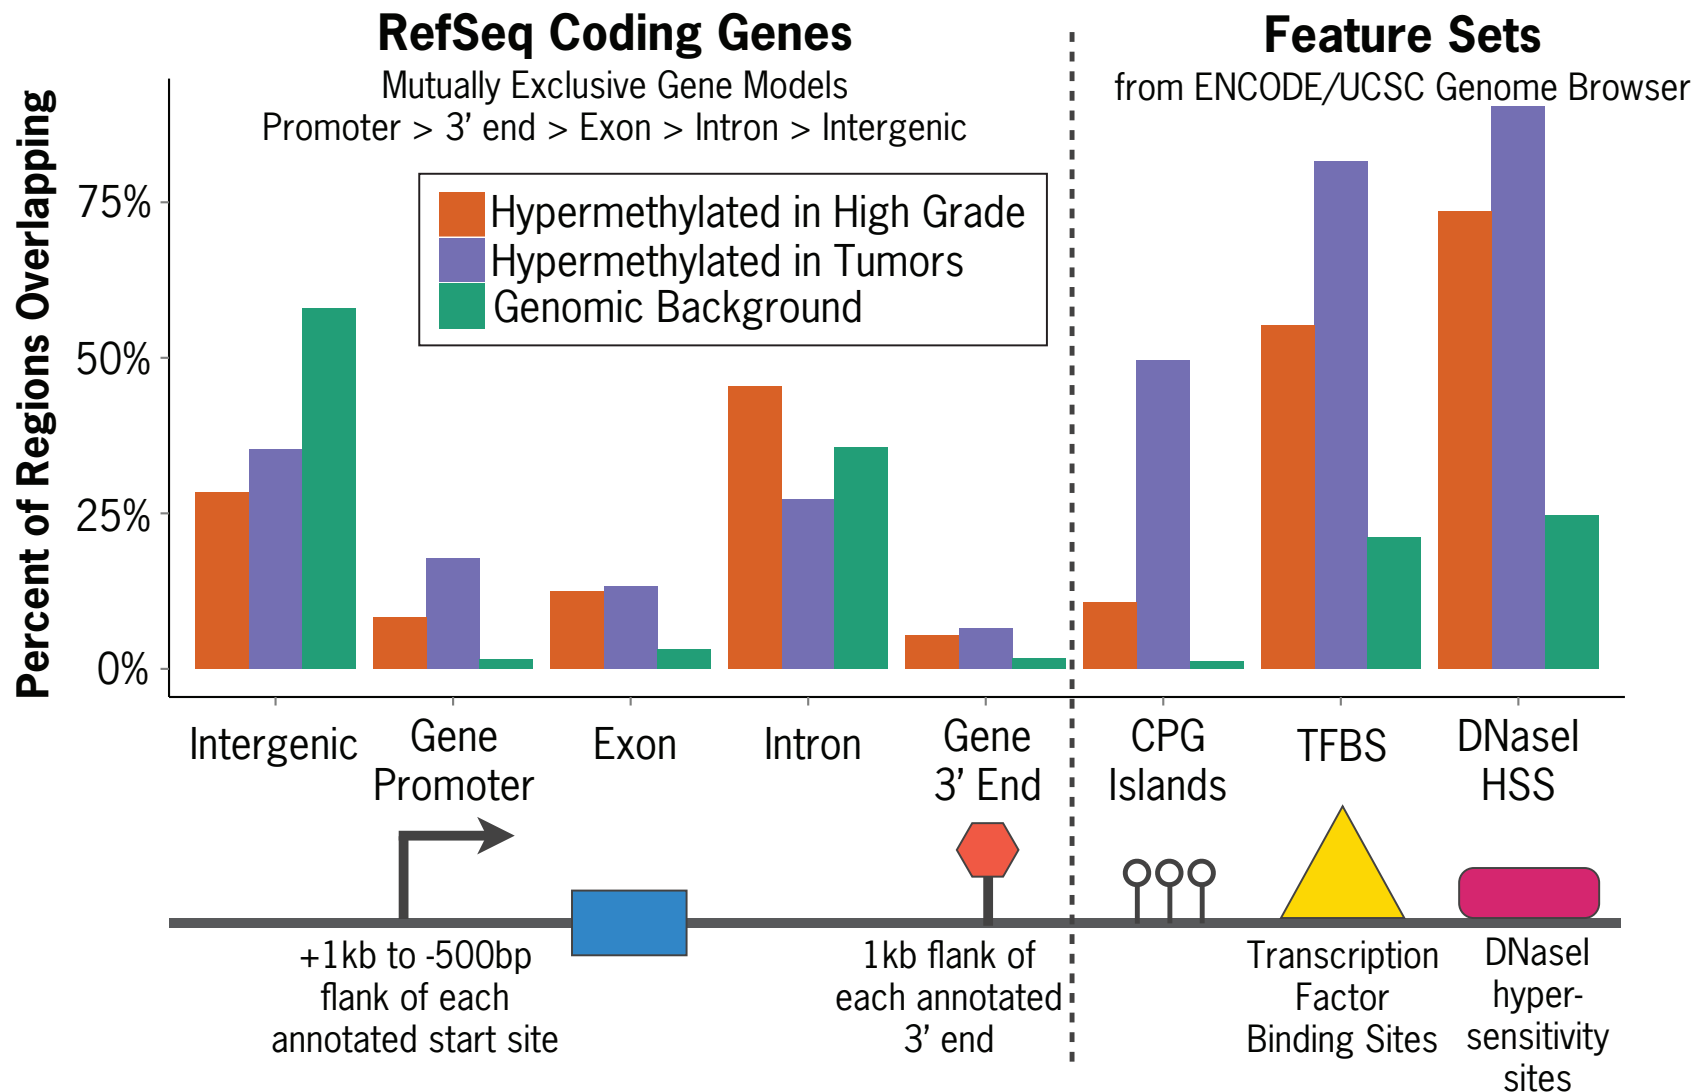 RefSeq Coding Genes
Mutually Exclusive Gene Models
Promoter > 3’ end > Exon > Intron > Intergenic
Feature Sets
from ENCODE/UCSC Genome Browser
Percent of Regions Overlapping
75%
50%
25%
0%
Hypermethylated in High Grade
Hypermethylated in Tumors
Genomic Background
Intergenic
Gene
Promoter
Exon
Intron
Gene
3’ End
CPG
Islands
TFBS
DNaseI
HSS
+1kb to -500bp
flank of each
annotated start site
1kb flank of
each annotated
3’ end
Transcription
Factor
Binding Sites
DNaseI
hyper-
sensitivity
sites